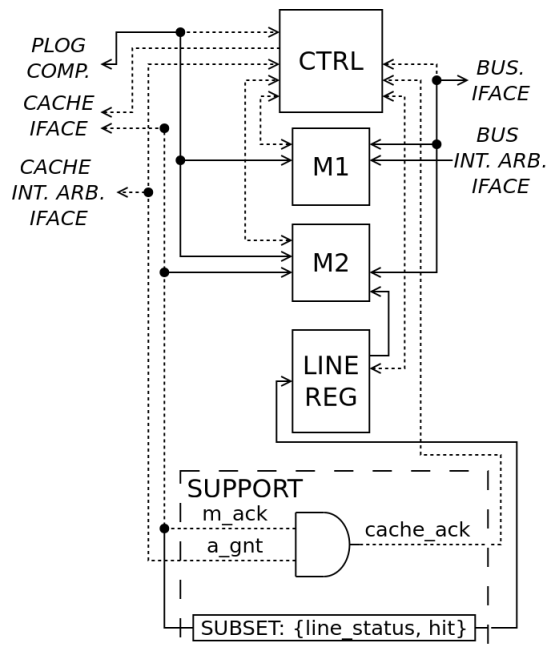 PLOG
COMP.
CTRL
BUS.
IFACE
CACHE
IFACE
M1
BUS
INT. ARB.
IFACE
CACHE
INT. ARB.
IFACE
M2
LINE
REG
SUPPORT
m_ack
a_gnt
cache_ack
SUBSET: {line_status, hit}